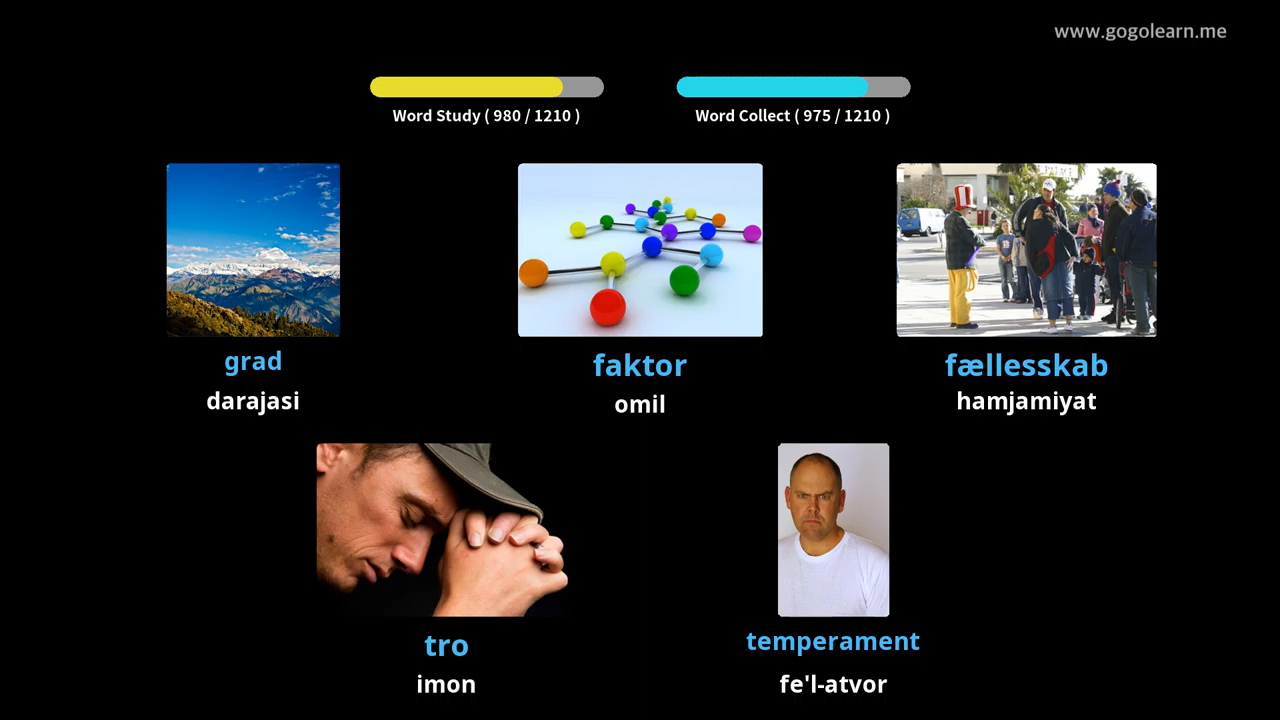 www.gogolearn.me
Word Study ( 980 / 1210 )
Word Collect ( 975 / 1210 )
grad
darajasi
faktor
omil
fællesskab
hamjamiyat
tro
imon
temperament
fe'l-atvor